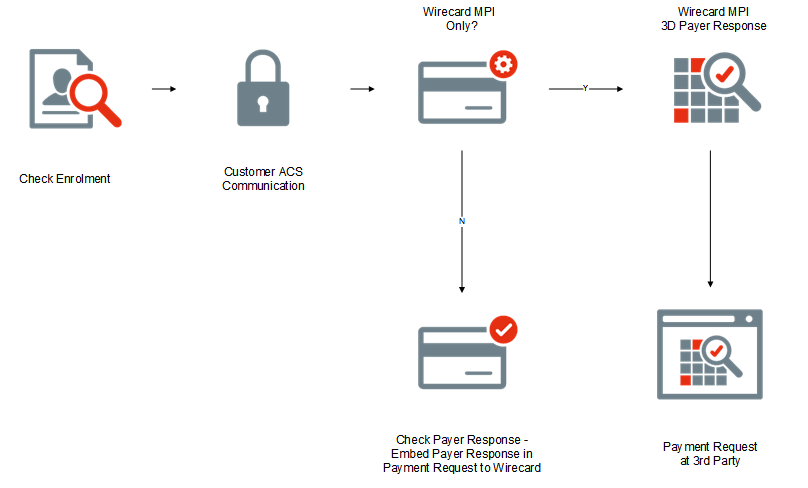 Wirecard MPI
Only?
Wirecard MPI
3D Payer Response
Y
Check Enrolment
Customer ACS
Communication
N
Check Payer Response -
Embed Payer Response in
Payment Request to Wirecard
Payment Request
at 3rd Party